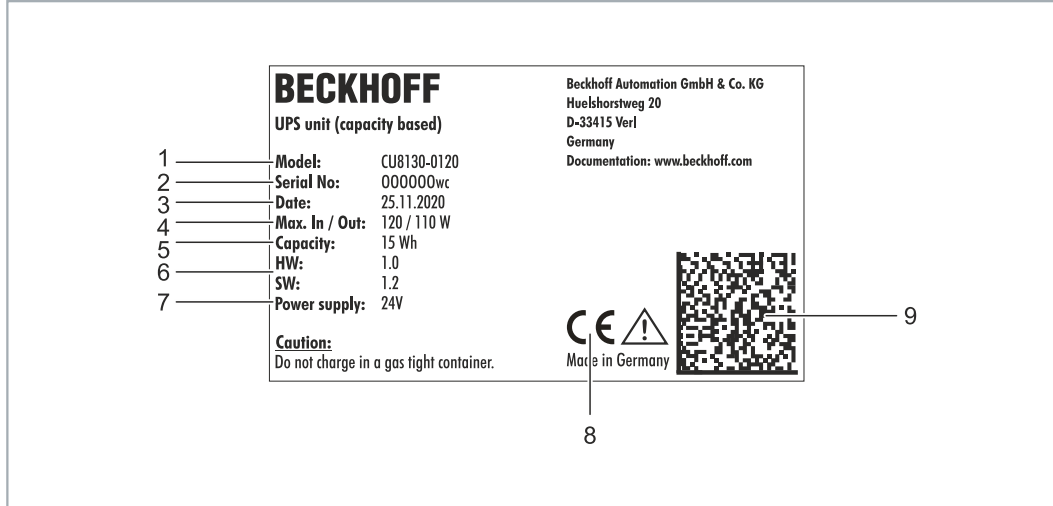 BECKHOFF
UPS unit (capacity based)
Beckhoff Automation GmbH & Co. KG
Huelshorstweg 20
D-33415 Verl
Germany
Documentation: www.beckhoff.com
1 Model: CU8130-0120
2 Serial No: 000000wc
3 Date: 25.11.2020
4 Max. In / Out: 120 / 110 W
5 Capacity: 15 Wh
HW: 1.0
6
SW: 1.2
7 Power supply: 24V
Caution:
Do not charge in a gas tight container.
CE
Made in Germany
8
9